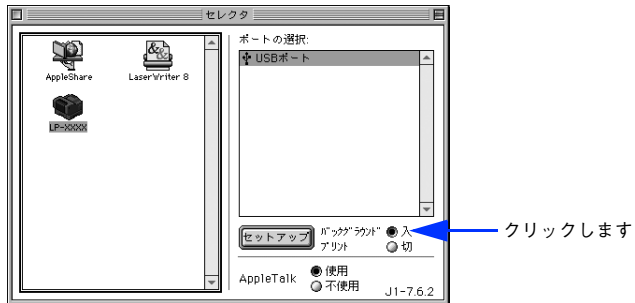 セレクタ
AppleShare
LaserWriter 8
LP-XXXX
ポートの選択:
USBポート
セットアップ
バックグラウンド
プリント
入
切
クリックします
AppleTalk
使用
不使用
J1-7.6.2